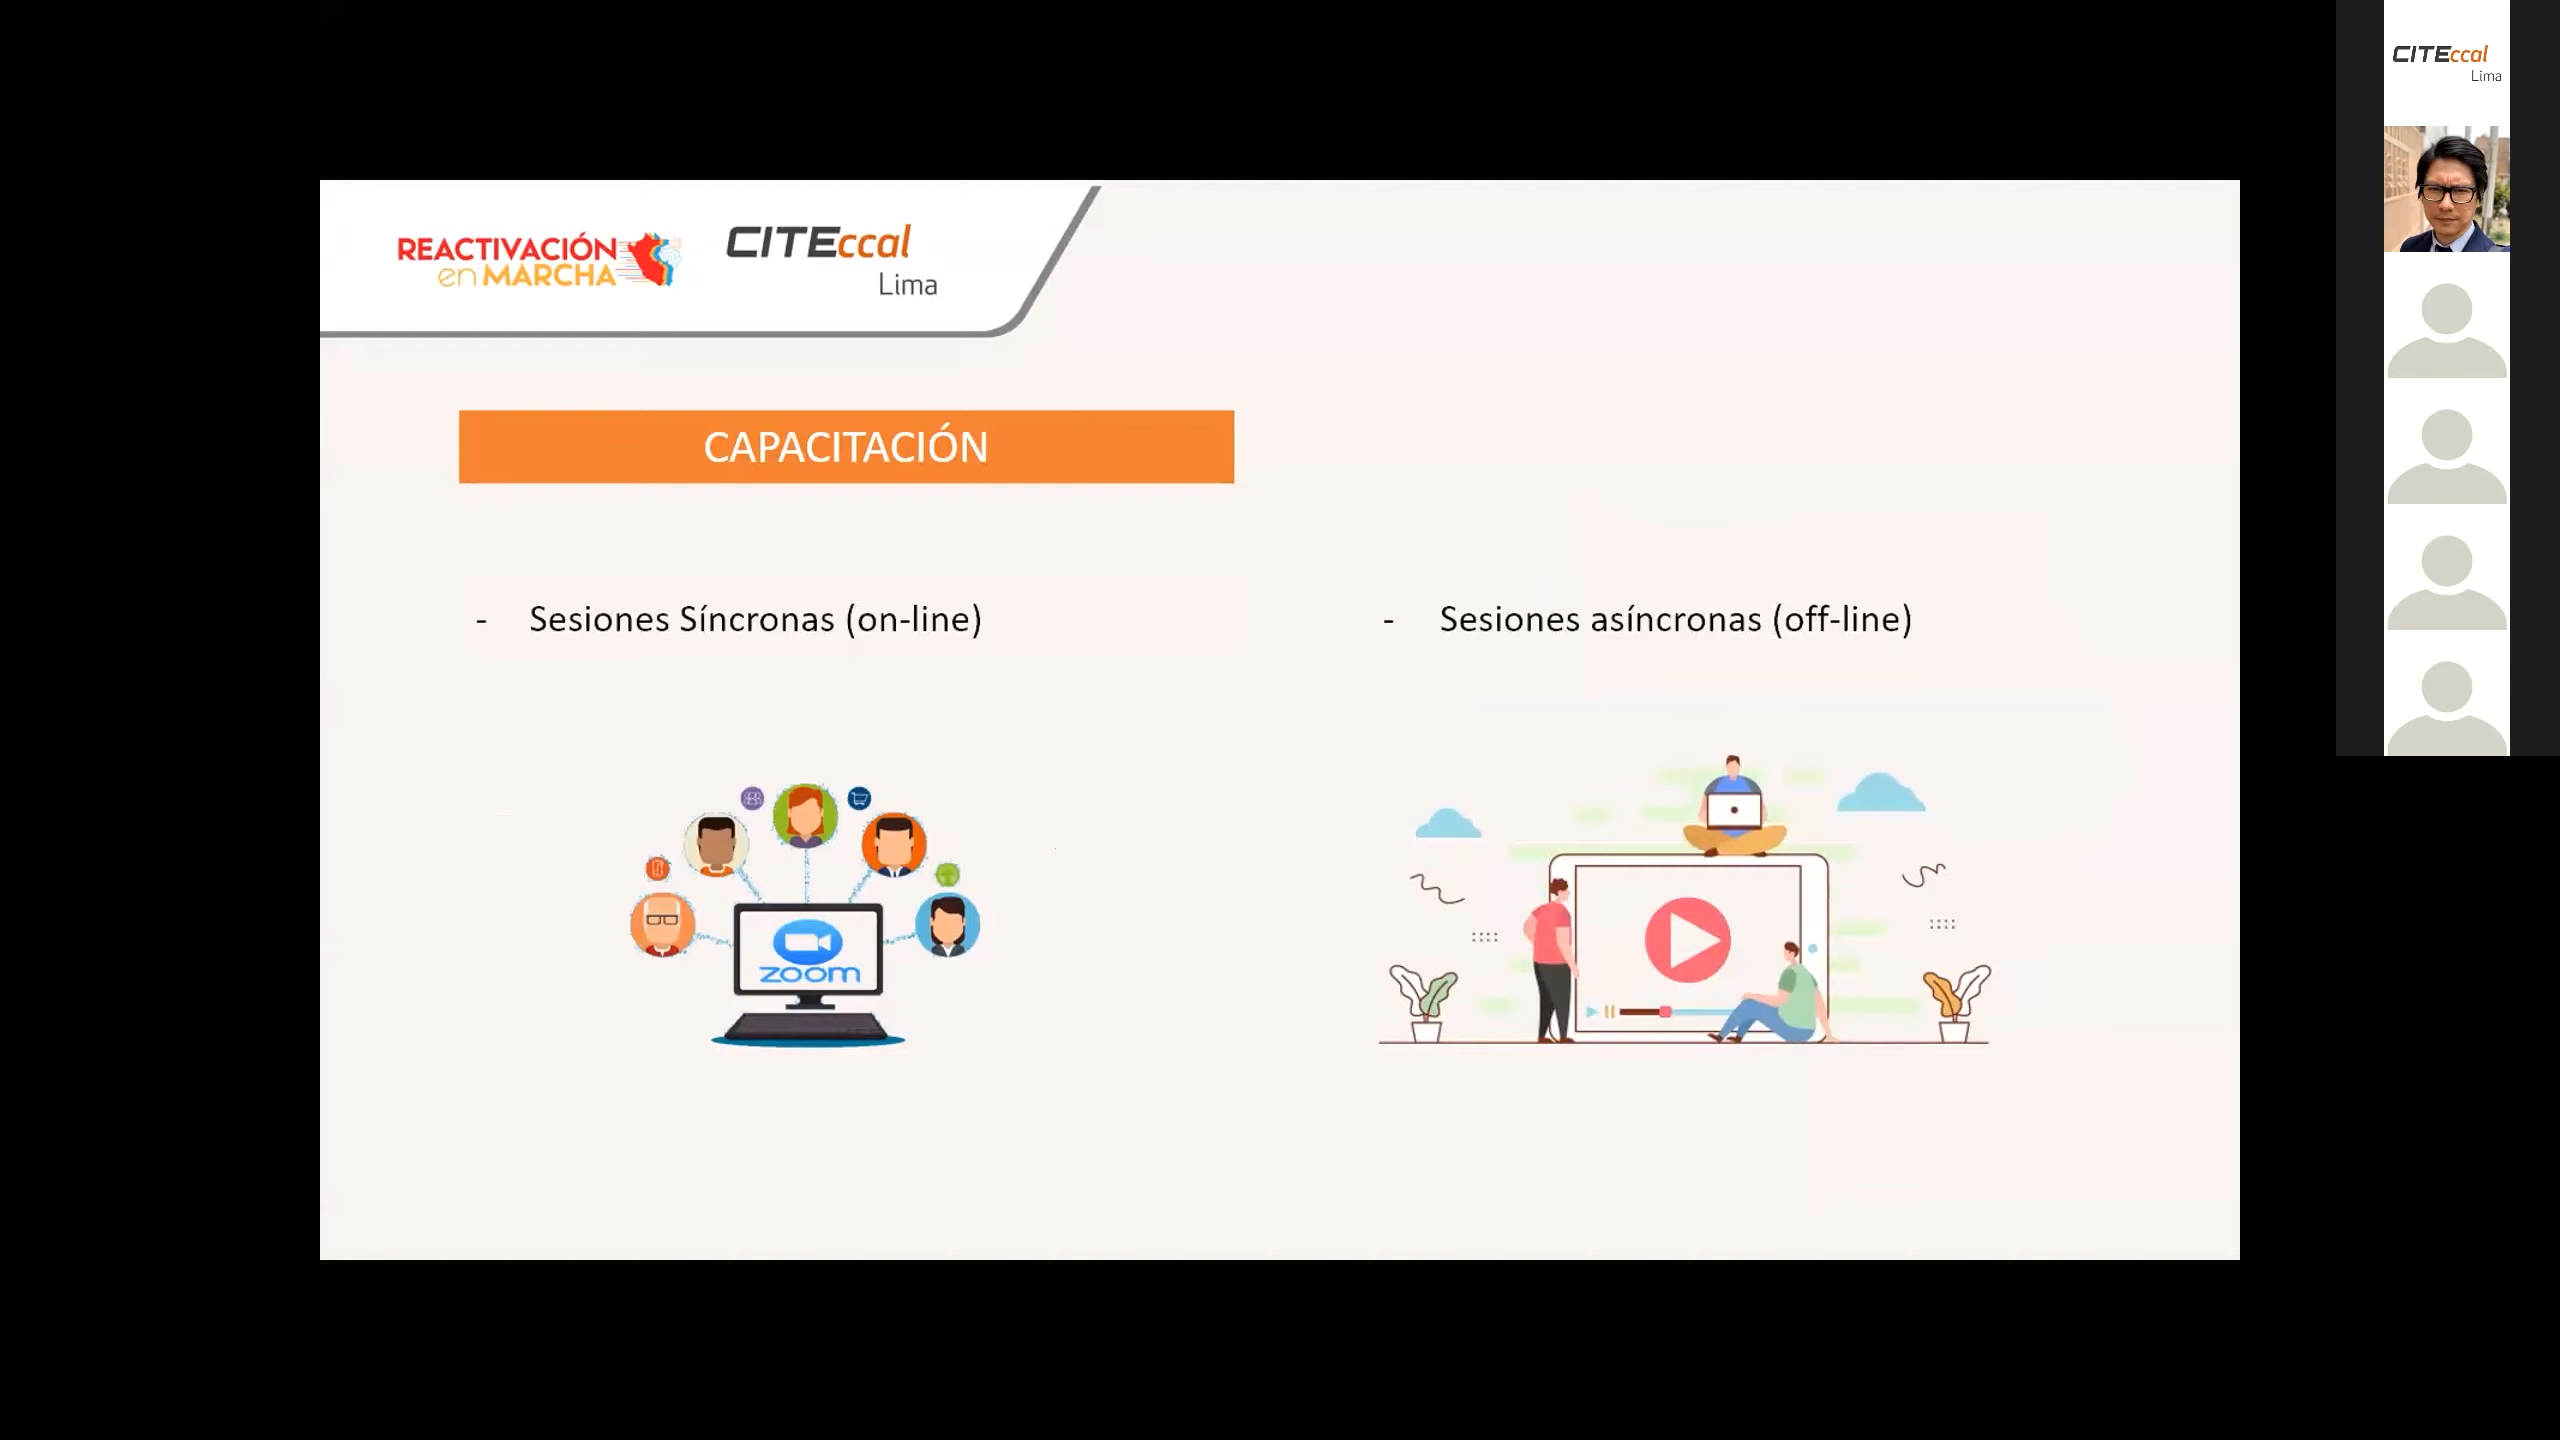 REACTIVACIÓN
en MARCHA
CITEccal
Lima
CAPACITACIÓN
- Sesiones Síncronas (on-line)
- Sesiones asíncronas (off-line)
zoom
CITEccal
Lima